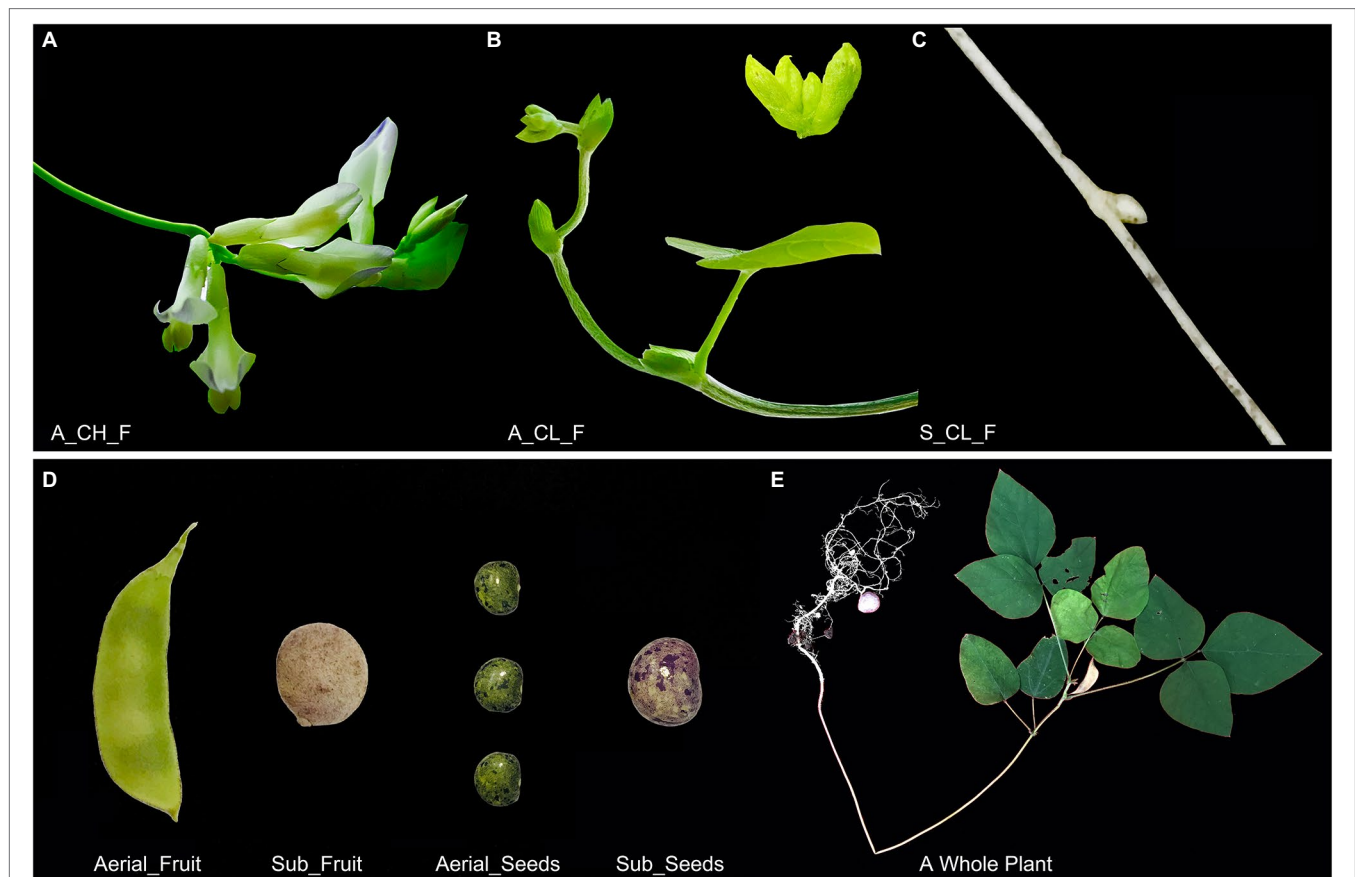 A
B
C
A_CH_F
A_CL_F
S_CL_F
D
E
Aerial_Fruit
Sub_Fruit
Aerial_Seeds
Sub_Seeds
A Whole Plant